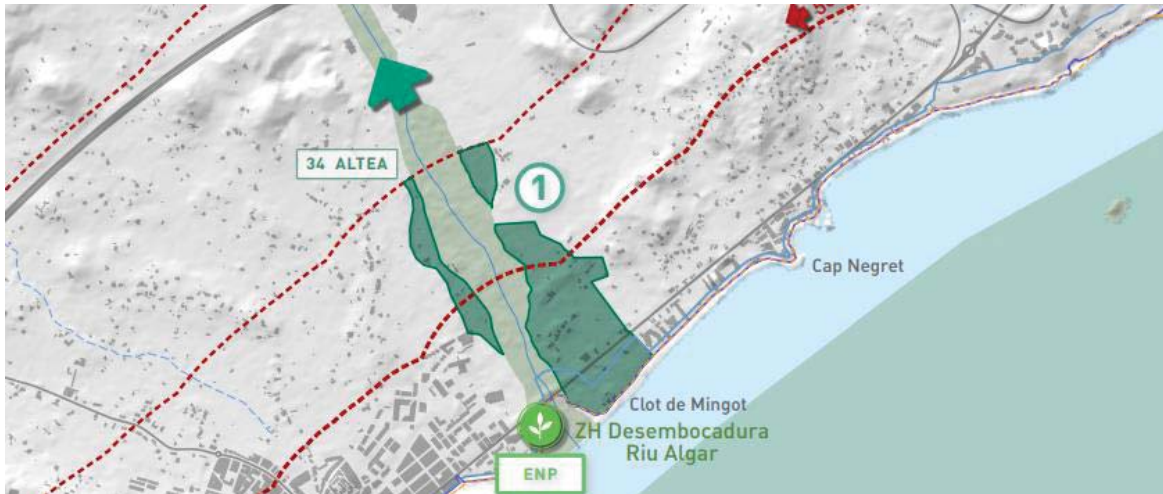 34 ALTEA
1
Cap Negret
Clot de Mingot
ZH Desembocadura
Riu Algar
ENP